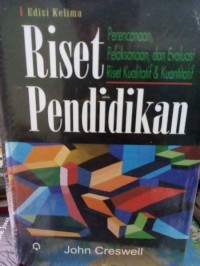 Edisi Kelima
Riset
Pendidikan
Perencanaan,
Pelaksanaan, dan Evaluasi
Riset Kualitatif & Kuantitatif
John Creswell